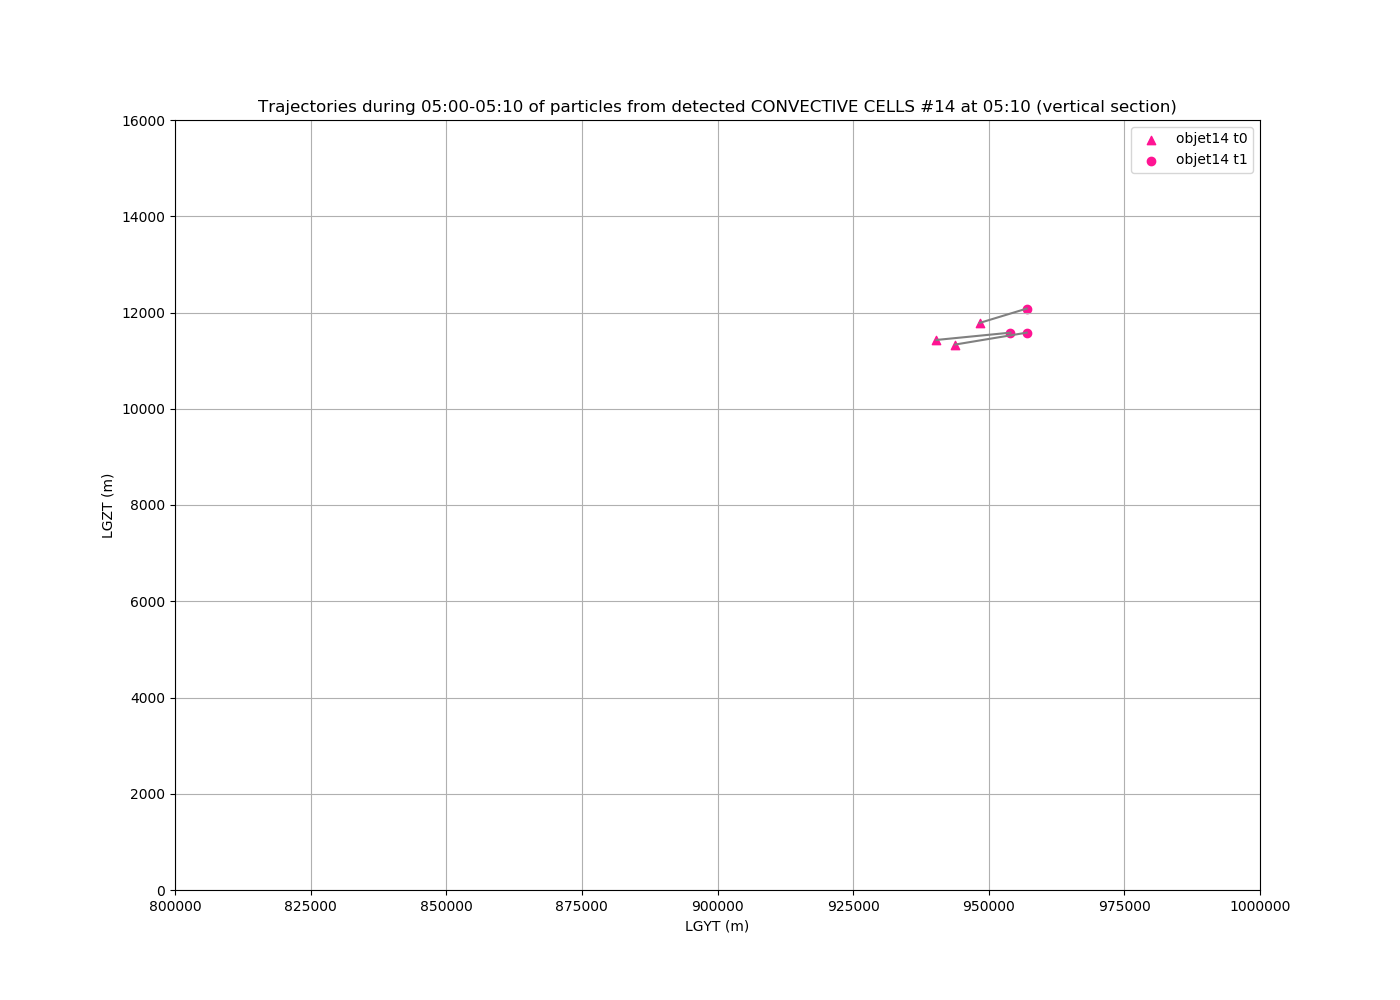 Trajectories during 05:00-05:10 of particles from detected CONVECTIVE CELLS #14 at 05:10 (vertical section)
objet14 t0
objet14 t1
16000
14000
12000
10000
8000
6000
4000
2000
0
LGZT (m)
800000 825000 850000 875000 900000 925000 950000 975000 1000000
LGYT (m)